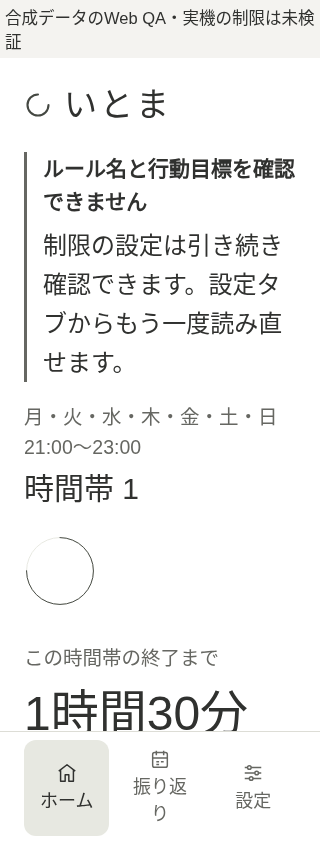 合成データのWeb QA・実機の制限は未検
証
いとま
ルール名と行動目標を確認
できません
制限の設定は引き続き
確認できます。設定タ
ブからもう一度読み直
せます。
月・火・水・木・金・土・日
21:00〜23:00
時間帯 1
この時間帯の終了まで
1時間30分
ホーム
振り返
り
設定